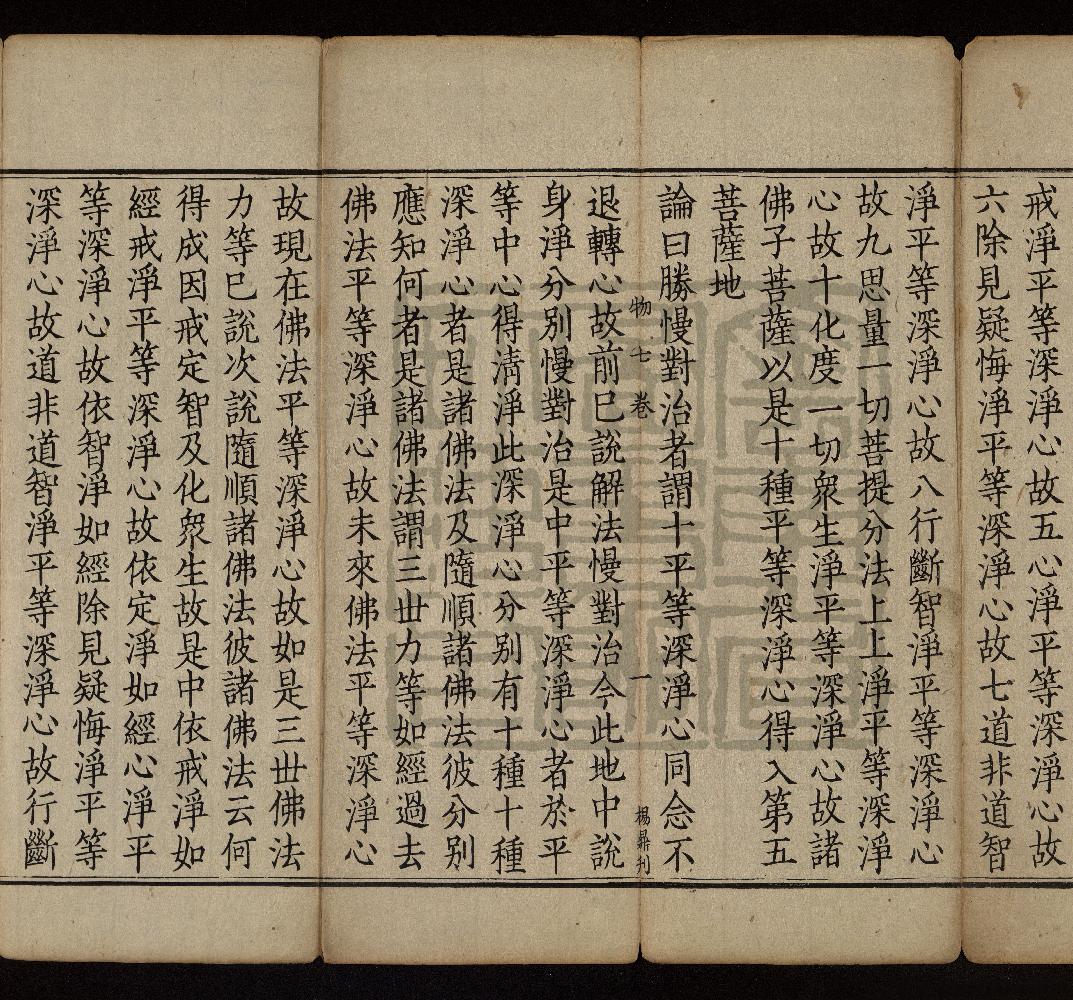 戒淨平等深淨心故五心淨平等深淨心故
六除見疑悔淨平等深淨心故七道非道智
淨平等深淨心故八行斷智淨平等深淨心
故九思量一切菩提分法上上淨平等深淨
心故十化度一切衆生淨平等深淨心故諸
佛子菩薩以是十種平等深淨心得入第五
菩薩地
論曰勝慢對治者謂十平等深淨心同念不
物七卷 一 楊鼎刊
退轉心故前巳說解法慢對治今此地中說
身淨分別慢對治是中平等深淨心者於平
等中心得清淨此深淨心分别有十種十種
深淨心者是諸佛法及隨順諸佛法彼分别
應知何者是諸佛法謂三世力等如經過去
佛法平等深淨心故未來佛法平等深淨心
故現在佛法平等深淨心故如是三世佛法
力等巳說次說隨順諸佛法彼諸佛法云何
得成因戒定智及化衆生故是中依戒淨如
經戒淨平等深淨心故依定淨如經心淨平
等深淨心故依智淨如經除見疑悔淨平等
深淨心故道非道智淨平等深淨心故行斷